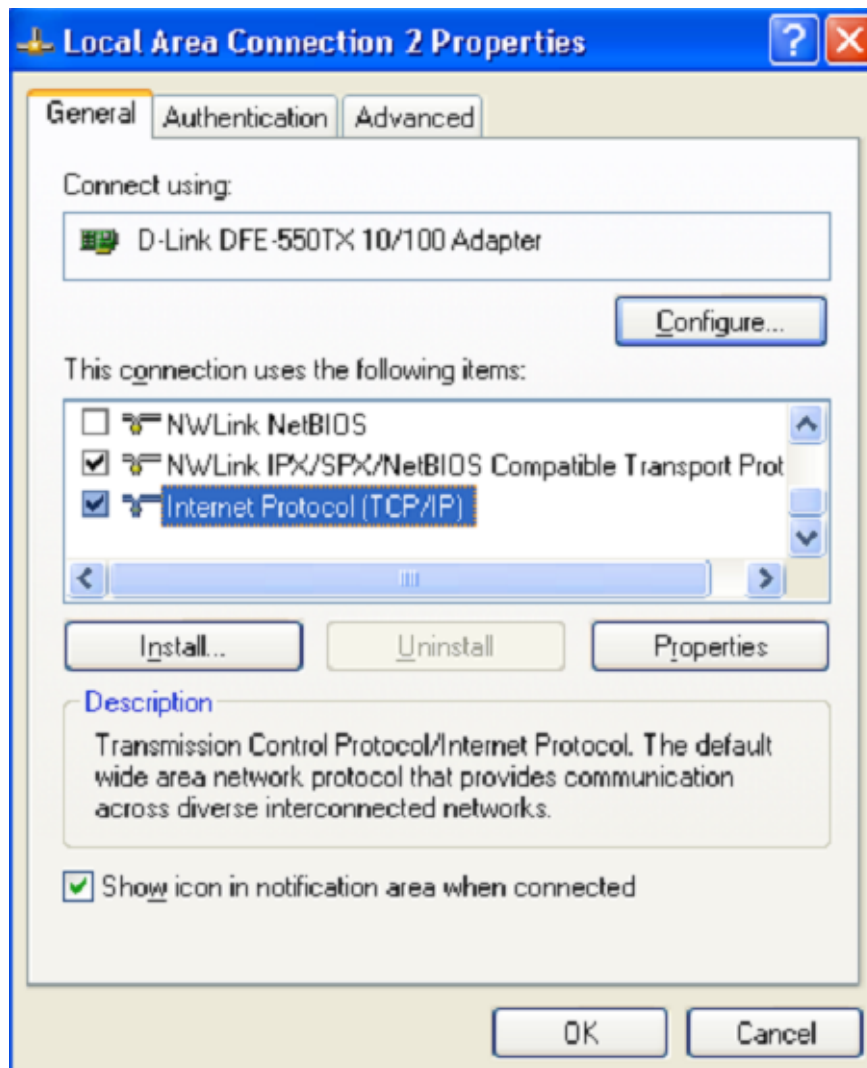 Local Area Connection 2 Properties
General
Authentication
Advanced
Connect using:
D-Link DFE-550TX 10/100 Adapter
Configure...
This connection uses the following items:
NWLink NetBIOS
NWLink IPX/SPX/NetBIOS Compatible Transport Prot
Internet Protocol (TCP/IP)
Install...
Uninstall
Properties
Description
Transmission Control Protocol/Internet Protocol. The default
wide area network protocol that provides communication
across diverse interconnected networks.
Show icon in notification area when connected
OK
Cancel